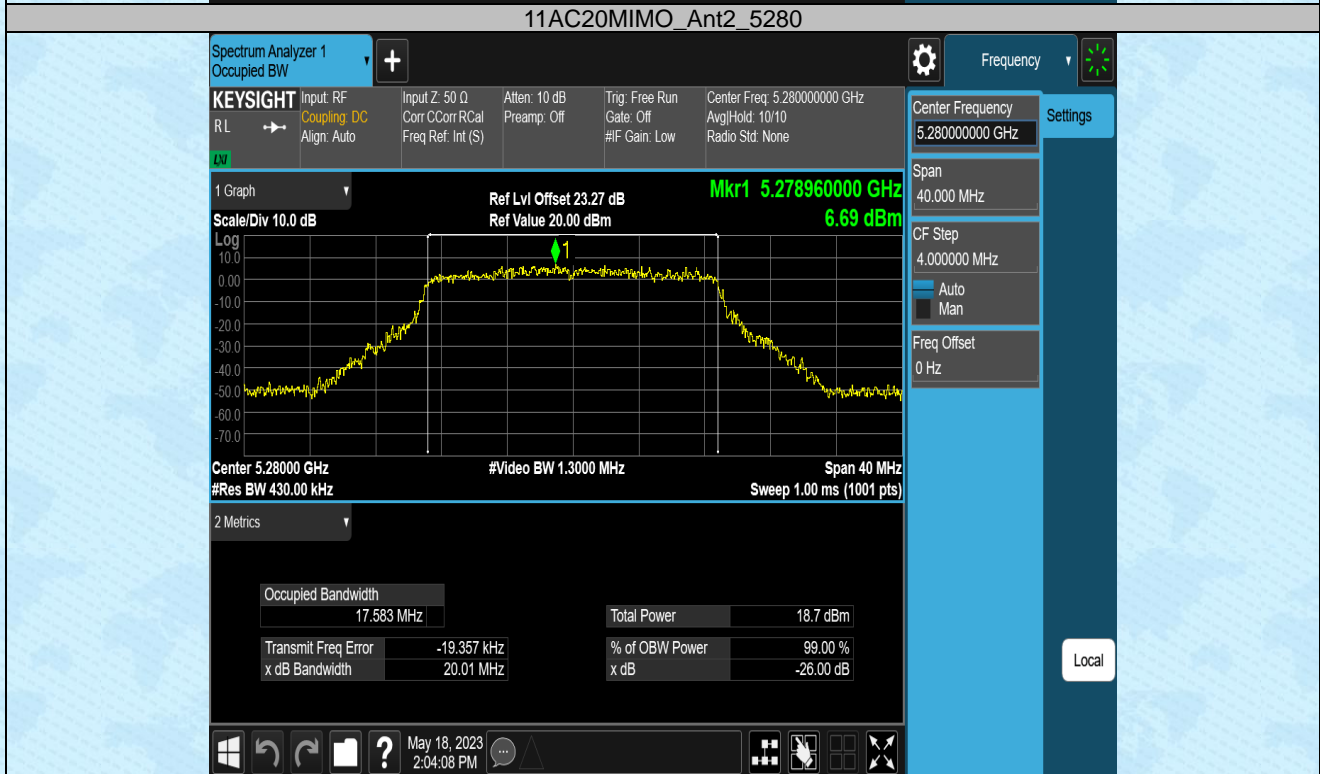 11AC20MIMO_Ant2_5280
Spectrum Analyzer 1
Occupied BW
+
Frequency
KEYSIGHT
RL
LXI
Input: RF
Coupling: DC
Align: Auto
Input Z: 50 Ω
Corr CCorr RCal
Freq Ref: Int (S)
Atten: 10 dB
Preamp: Off
Trig: Free Run
Gate: Off
#IF Gain: Low
Center Freq: 5.280000000 GHz
Avg|Hold: 10/10
Radio Std: None
Center Frequency
5.280000000 GHz
Settings
Span
40.000 MHz
CF Step
4.000000 MHz
Auto
Man
Freq Offset
0 Hz
1 Graph
Scale/Div 10.0 dB
Ref Lvl Offset 23.27 dB
Ref Value 20.00 dBm
Mkr1 5.278960000 GHz
6.69 dBm
Log
1
10.0
0.00
-10.0
-20.0
-30.0
-40.0
-50.0
-60.0
-70.0
Center 5.28000 GHz
#Video BW 1.3000 MHz
Span 40 MHz
#Res BW 430.00 kHz
Sweep 1.00 ms (1001 pts)
2 Metrics
Occupied Bandwidth
17.583 MHz
Total Power 18.7 dBm
Transmit Freq Error -19.357 kHz
% of OBW Power 99.00 %
x dB Bandwidth 20.01 MHz
x dB -26.00 dB
Local
?
May 18, 2023
2:04:08 PM